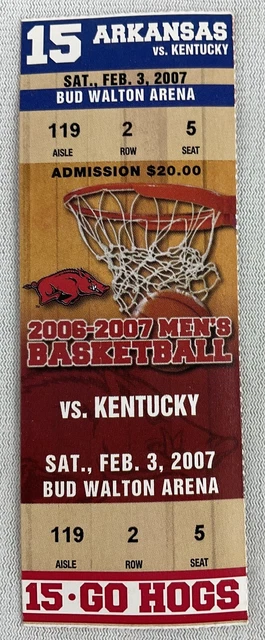 15 ARKANSAS
vs. KENTUCKY
SAT., FEB. 3, 2007
BUD WALTON ARENA
119 2 5
AISLE ROW SEAT
ADMISSION $20.00
2006-2007 MEN'S
BASKETBALL
vs. KENTUCKY
SAT., FEB. 3, 2007
BUD WALTON ARENA
119 2 5
AISLE ROW SEAT
15 · GO HOGS